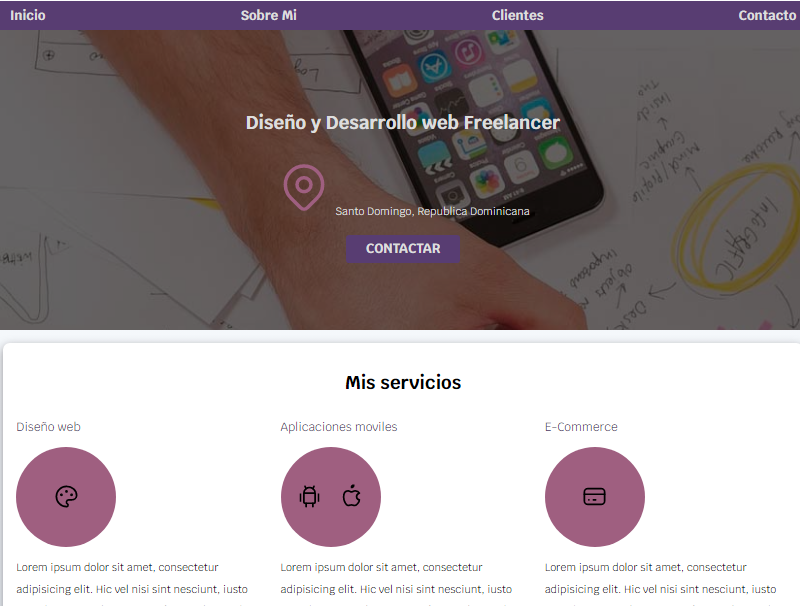 Inicio Sobre Mi Clientes Contacto
Diseño y Desarrollo web Freelancer
Santo Domingo, Republica Dominicana
CONTACTAR
Mis servicios
Diseño web
Lorem ipsum dolor sit amet, consectetur
adipisicing elit. Hic vel nisi sint nesciunt, iusto
Aplicaciones moviles
Lorem ipsum dolor sit amet, consectetur
adipisicing elit. Hic vel nisi sint nesciunt, iusto
E-Commerce
Lorem ipsum dolor sit amet, consectetur
adipisicing elit. Hic vel nisi sint nesciunt, iusto